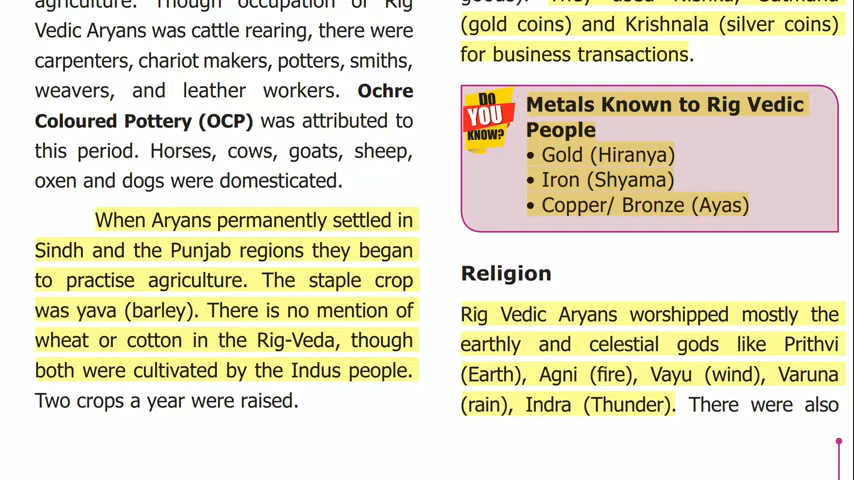 agriculture. Though occupation of Rig
Vedic Aryans was cattle rearing, there were
carpenters, chariot makers, potters, smiths,
weavers, and leather workers. Ochre
Coloured Pottery (OCP) was attributed to
this period. Horses, cows, goats, sheep,
oxen and dogs were domesticated.
When Aryans permanently settled in
Sindh and the Punjab regions they began
to practise agriculture. The staple crop
was yava (barley). There is no mention of
wheat or cotton in the Rig-Veda, though
both were cultivated by the Indus people.
Two crops a year were raised.
(gold coins) and Krishnala (silver coins)
for business transactions.
DO
YOU
KNOW?
Metals Known to Rig Vedic
People
• Gold (Hiranya)
• Iron (Shyama)
• Copper/ Bronze (Ayas)
Religion
Rig Vedic Aryans worshipped mostly the
earthly and celestial gods like Prithvi
(Earth), Agni (fire), Vayu (wind), Varuna
(rain), Indra (Thunder). There were also